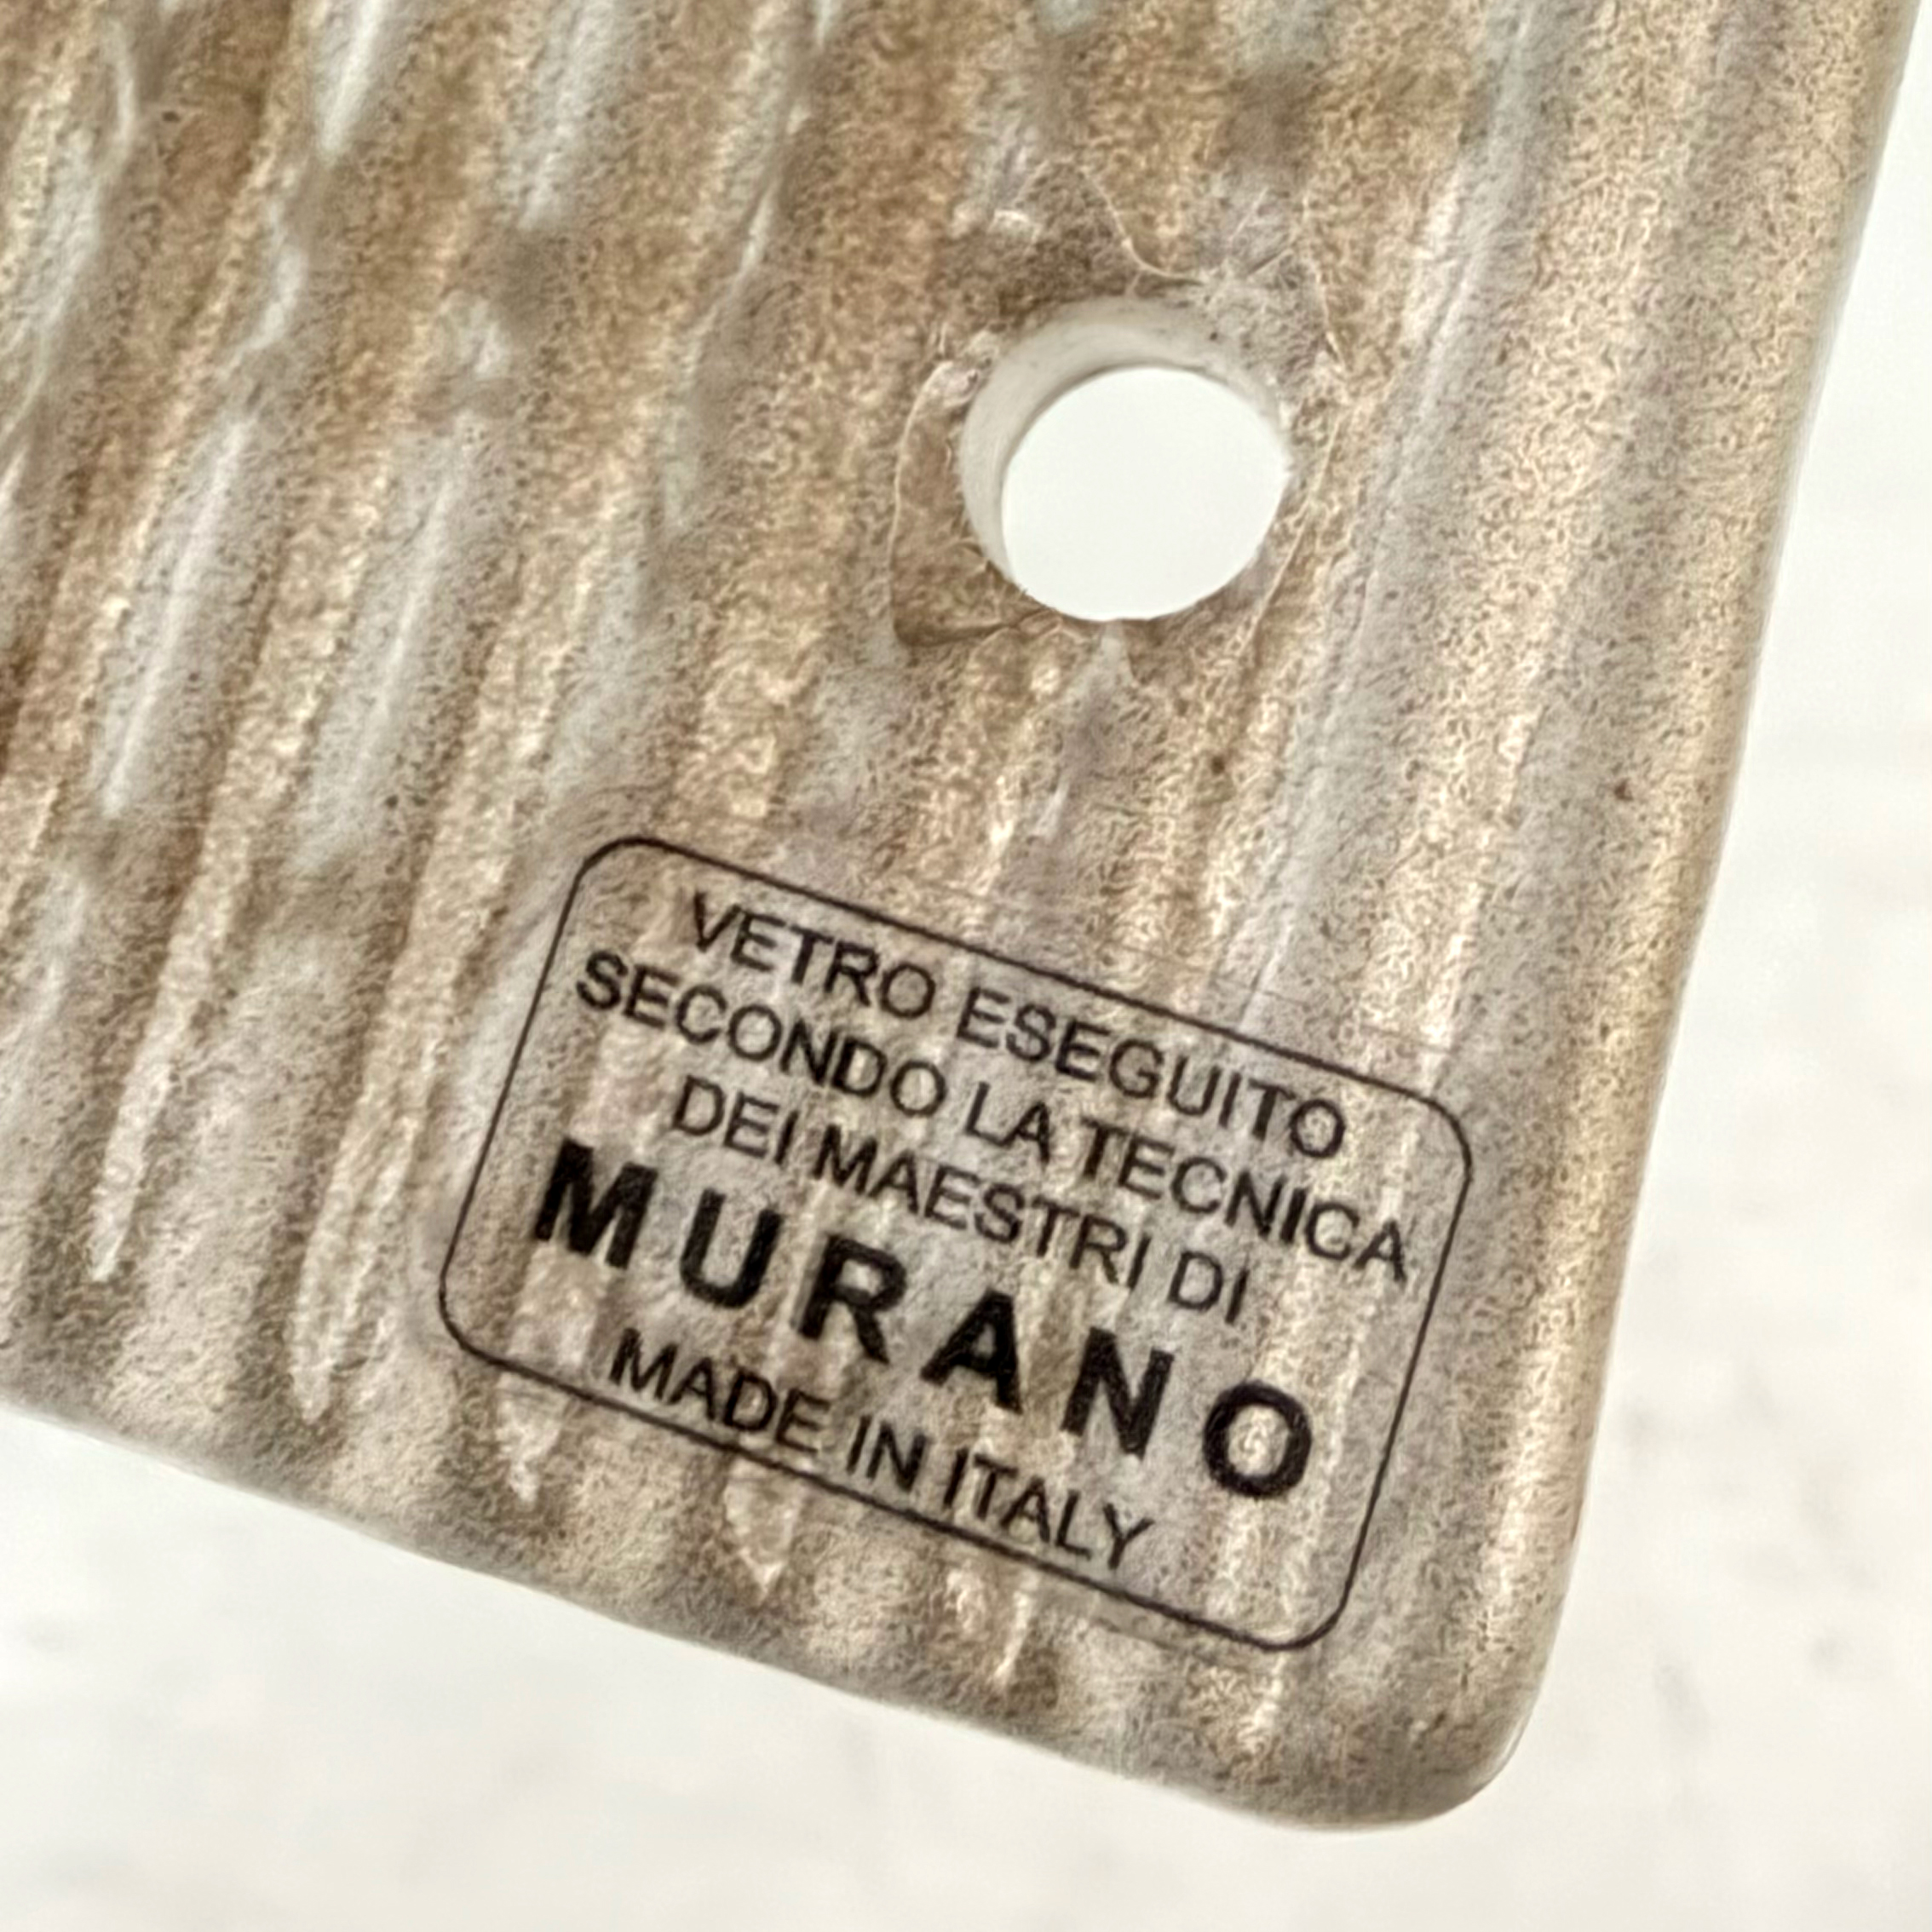 VETRO ESEGUITO
SECONDO LA TECNICA
DEI MAESTRI DI
MURANO
MADE IN ITALY